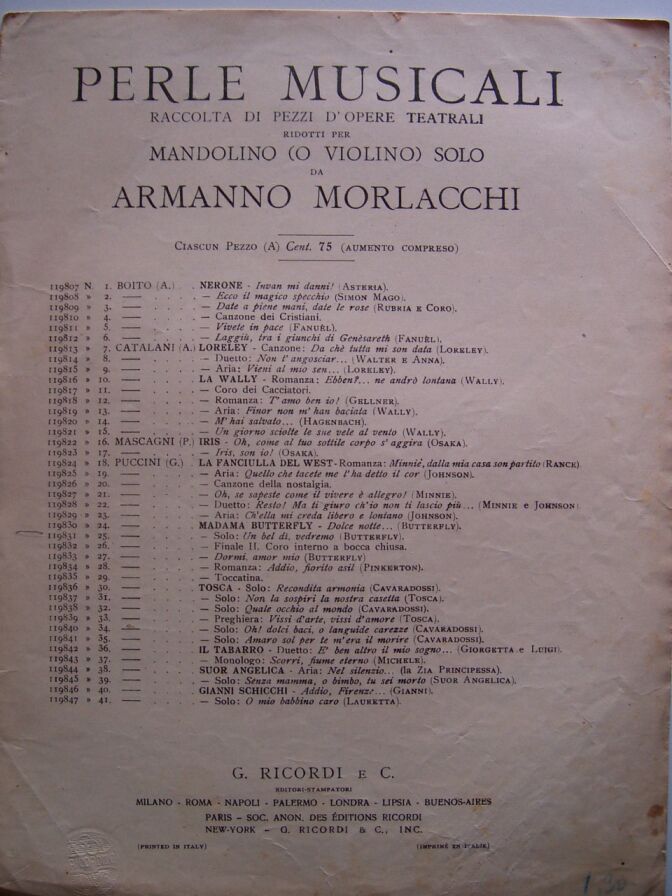 PERLE MUSICALI
RACCOLTA DI PEZZI D'OPERE TEATRALI
RIDOTTI PER
MANDOLINO (O VIOLINO) SOLO
DA
ARMANNO MORLACCHI
CIASCUN PEZZO (A) Cent. 75 (AUMENTO COMPRESO)
119807 N. 1. BOITO (A.) . NERONE - Invan mi danni! (ASTERIA).
119808 » 2. — . . . . — Ecco il magico specchio (SIMON MAGO).
119809 » 3. — . . . . — Date a piene mani, date le rose (RUBRIA E CORO).
119810 » 4. — . . . . — Canzone dei Cristiani.
119811 » 5. — . . . . — Vivete in pace (FANUÈL).
119812 » 6. — . . . . — Laggiù, tra i giunchi di Genèsareth (FANUÈL).
119813 » 7. CATALANI (A.) LORELEY - Canzone: Da chè tutta mi son data (LORELEY).
119814 » 8. — . . . . — Duetto: Non t'angosciar... (WALTER E ANNA).
119815 » 9. — . . . . — Aria: Vieni al mio sen... (LORELEY).
119816 » 10. — . . . . LA WALLY - Romanza: Ebben?... ne andrò lontana (WALLY).
119817 » 11. — . . . . — Coro dei Cacciatori.
119818 » 12. — . . . . — Romanza: T'amo ben io! (GELLNER).
119819 » 13. — . . . . — Aria: Finor non m'han baciata (WALLY).
119820 » 14. — . . . . — M'hai salvato... (HAGENBACH).
119821 » 15. — . . . . — Un giorno sciolte le sue vele al vento (WALLY).
119822 » 16. MASCAGNI (P.) IRIS - Oh, come al tuo sottile corpo s'aggira (OSAKA).
119823 » 17. — . . . . — Iris, son io! (OSAKA).
119824 » 18. PUCCINI (G.) . LA FANCIULLA DEL WEST - Romanza: Minnié, dalla mia casa son partito (RANCK).
119825 » 19. — . . . . — Aria: Quello che tacete me l'ha detto il cor (JOHNSON).
119826 » 20. — . . . . — Canzone della nostalgia.
119827 » 21. — . . . . — Oh, se sapeste come il vivere è allegro! (MINNIE).
119828 » 22. — . . . . — Duetto: Resto! Ma ti giuro ch'io non ti lascio più... (MINNIE E JOHNSON).
119829 » 23. — . . . . — Aria: Ch'ella mi creda libero e lontano (JOHNSON).
119830 » 24. — . . . . MADAMA BUTTERFLY - Dolce notte... (BUTTERFLY).
119831 » 25. — . . . . — Solo: Un bel dì, vedremo (BUTTERFLY).
119832 » 26. — . . . . — Finale II. Coro interno a bocca chiusa.
119833 » 27. — . . . . — Dormi, amor mio (BUTTERFLY)
119834 » 28. — . . . . — Romanza: Addio, fiorito asil (PINKERTON).
119835 » 29. — . . . . — Toccatina.
119836 » 30. — . . . . TOSCA - Solo: Recondita armonia (CAVARADOSSI).
119837 » 31. — . . . . — Solo: Non la sospiri la nostra casetta (TOSCA).
119838 » 32. — . . . . — Solo: Quale occhio al mondo (CAVARADOSSI).
119839 » 33. — . . . . — Preghiera: Vissi d'arte, vissi d'amore (TOSCA).
119840 » 34. — . . . . — Solo: Oh! dolci baci, o languide carezze (CAVARADOSSI).
119841 » 35. — . . . . — Solo: Amaro sol per te m'era il morire (CAVARADOSSI).
119842 » 36. — . . . . IL TABARRO - Duetto: E' ben altro il mio sogno... (GIORGETTA E LUIGI).
119843 » 37. — . . . . — Monologo: Scorri, fiume eterno (MICHELE).
119844 » 38. — . . . . SUOR ANGELICA - Aria: Nel silenzio... (la ZIA PRINCIPESSA).
119845 » 39. — . . . . — Solo: Senza mamma, o bimbo, tu sei morto (SUOR ANGELICA).
119846 » 40. — . . . . GIANNI SCHICCHI - Addio, Firenze... (GIANNI).
119847 » 41. — . . . . — Solo: O mio babbino caro (LAURETTA).
G. RICORDI E C.
EDITORI-STAMPATORI
MILANO - ROMA - NAPOLI - PALERMO - LONDRA - LIPSIA - BUENOS-AIRES
PARIS - SOC. ANON. DES ÉDITIONS RICORDI
NEW-YORK - G. RICORDI & C., INC.
(PRINTED IN ITALY) (IMPRIMÉ EN ITALIE)